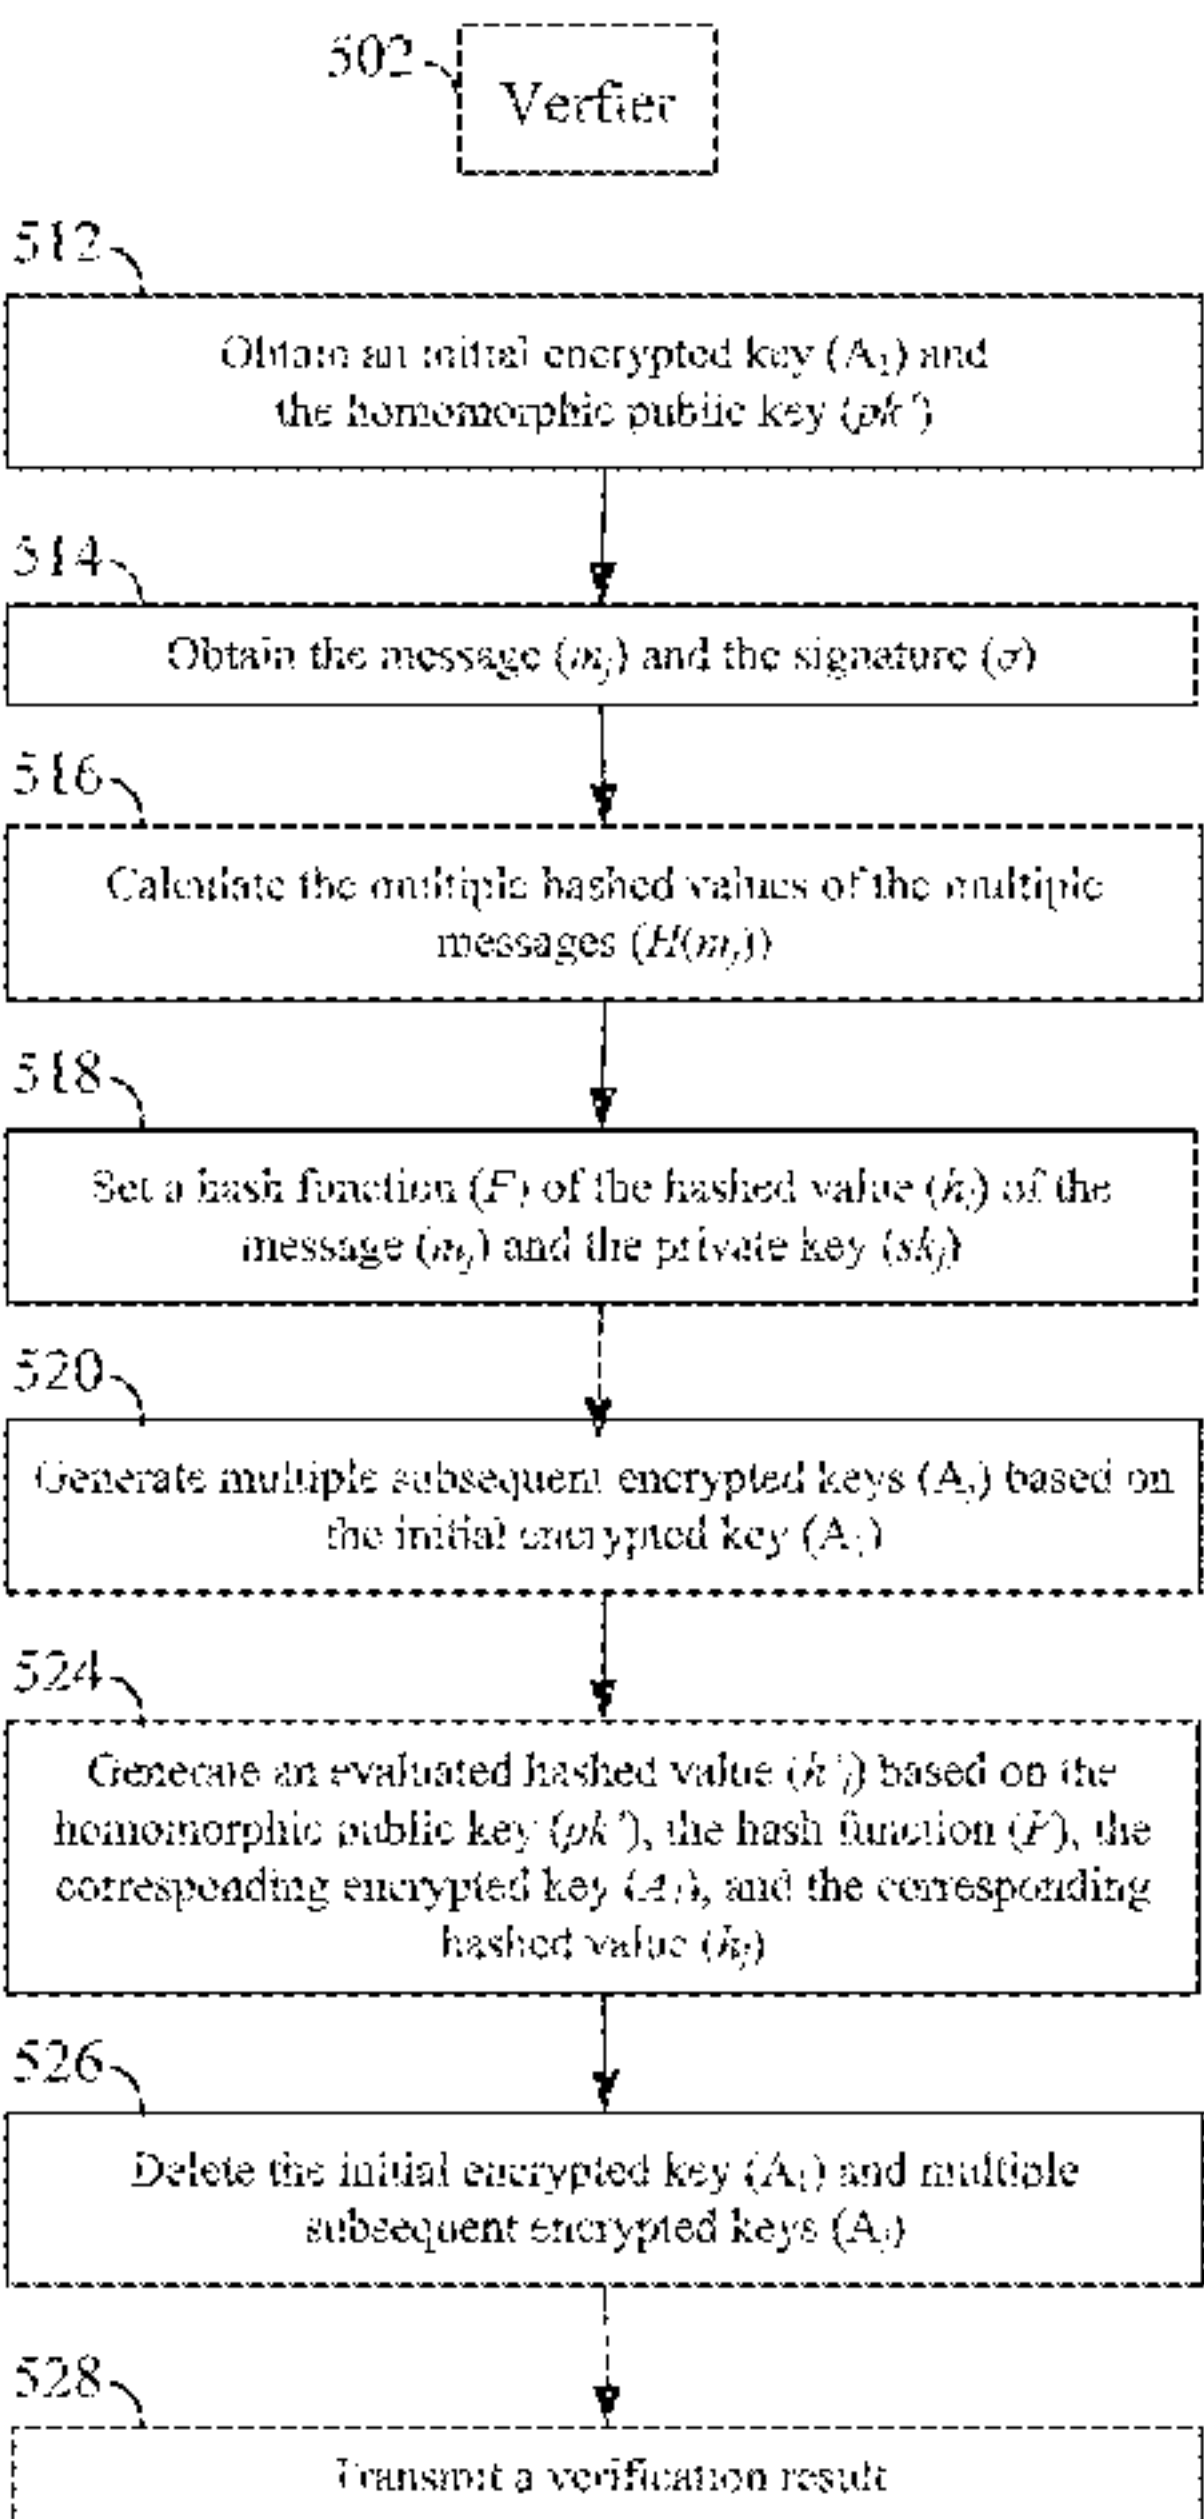 502
Verfier
512
Obtain an initial encrypted key (A₁) and
the homomorphic public key (pk')
514
Obtain the message (mⱼ) and the signature (σ)
516
Calculate the multiple hashed values of the multiple
messages (H(mⱼ))
518
Set a hash function (F) of the hashed value (hⱼ) of the
message (mⱼ) and the private key (skⱼ)
520
Generate multiple subsequent encrypted keys (Aⱼ) based on
the initial encrypted key (A₁)
524
Generate an evaluated hashed value (h'ⱼ) based on the
homomorphic public key (pk'), the hash function (F), the
corresponding encrypted key (Aⱼ), and the corresponding
hashed value (hⱼ)
526
Delete the initial encrypted key (A₁) and multiple
subsequent encrypted keys (Aⱼ)
528
Transmit a verification result